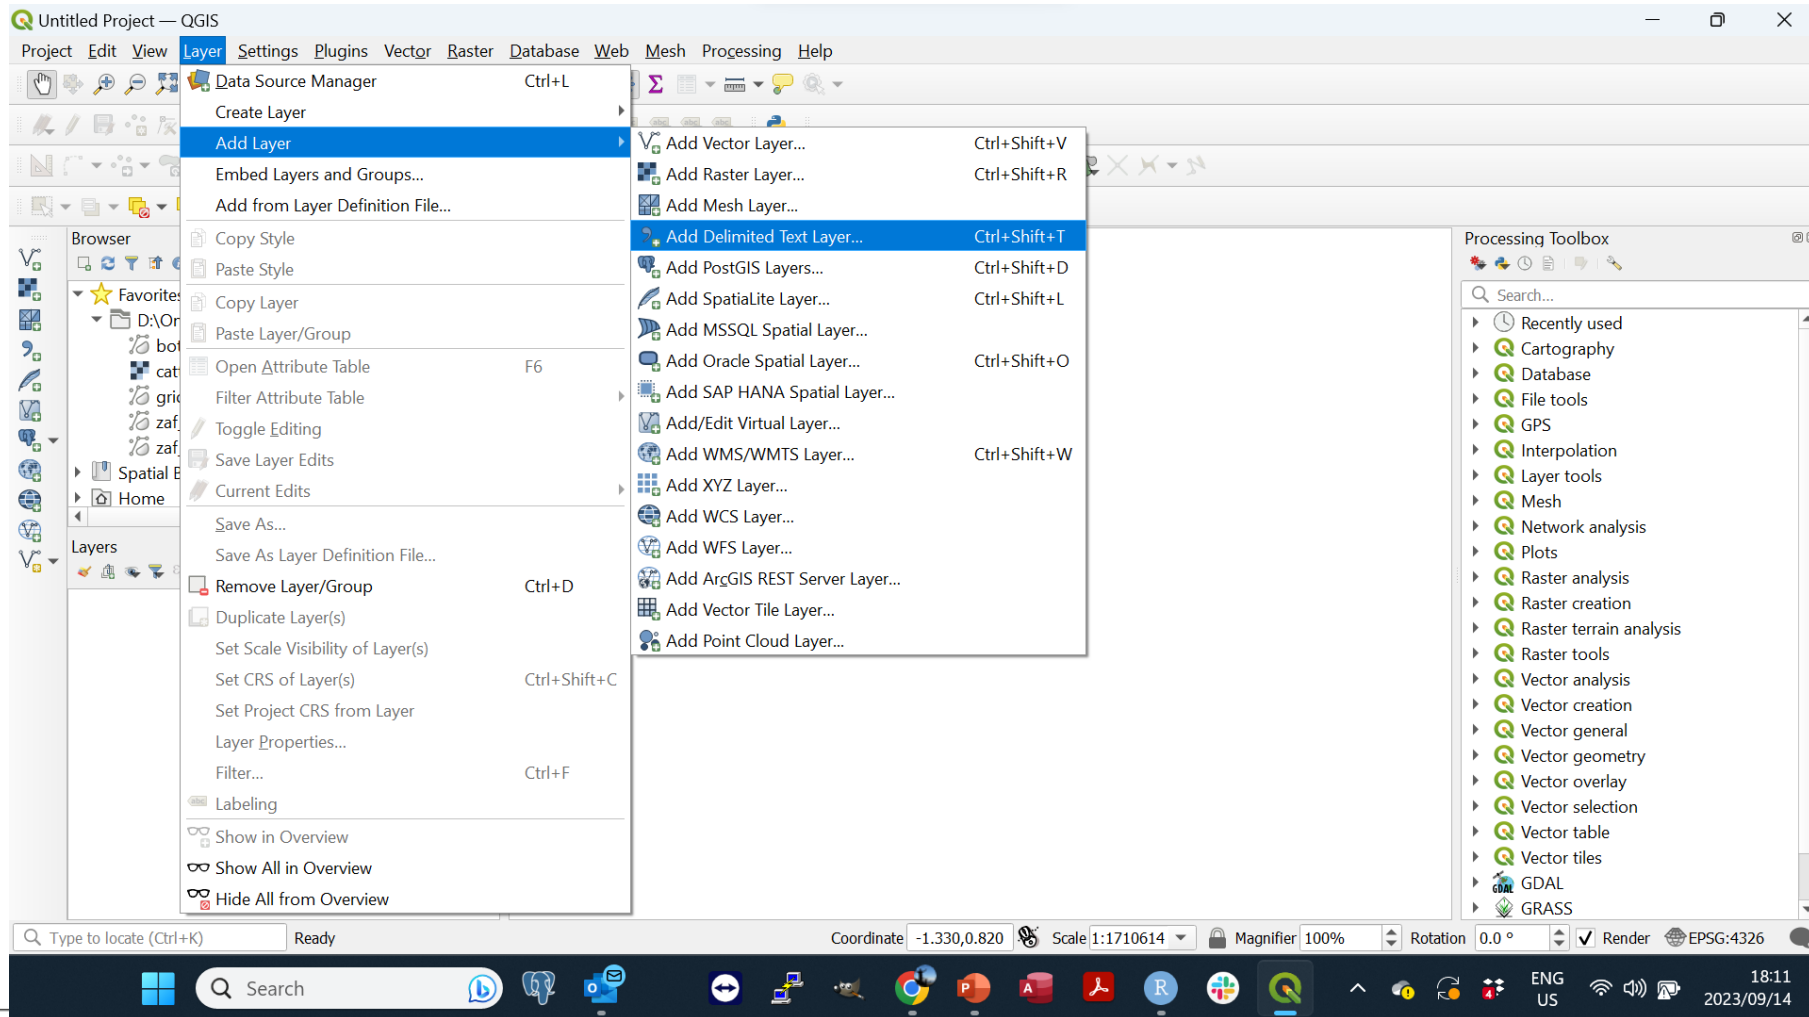 Untitled Project — QGIS
Project Edit View Layer Settings Plugins Vector Raster Database Web Mesh Processing Help
Data Source Manager Ctrl+L
Create Layer
Add Layer
Embed Layers and Groups...
Add from Layer Definition File...
Copy Style
Paste Style
Copy Layer
Paste Layer/Group
Open Attribute Table F6
Filter Attribute Table
Toggle Editing
Save Layer Edits
Current Edits
Save As...
Save As Layer Definition File...
Remove Layer/Group Ctrl+D
Duplicate Layer(s)
Set Scale Visibility of Layer(s)
Set CRS of Layer(s) Ctrl+Shift+C
Set Project CRS from Layer
Layer Properties...
Filter... Ctrl+F
Labeling
Show in Overview
Show All in Overview
Hide All from Overview
Add Vector Layer... Ctrl+Shift+V
Add Raster Layer... Ctrl+Shift+R
Add Mesh Layer...
Add Delimited Text Layer... Ctrl+Shift+T
Add PostGIS Layers... Ctrl+Shift+D
Add SpatiaLite Layer... Ctrl+Shift+L
Add MSSQL Spatial Layer...
Add Oracle Spatial Layer... Ctrl+Shift+O
Add SAP HANA Spatial Layer...
Add/Edit Virtual Layer...
Add WMS/WMTS Layer... Ctrl+Shift+W
Add XYZ Layer...
Add WCS Layer...
Add WFS Layer...
Add ArcGIS REST Server Layer...
Add Vector Tile Layer...
Add Point Cloud Layer...
Browser
Favorites
D:\Or
bot
cat
grid
zaf_
zaf_
Spatial B
Home
Layers
Processing Toolbox
Search...
Recently used
Cartography
Database
File tools
GPS
Interpolation
Layer tools
Mesh
Network analysis
Plots
Raster analysis
Raster creation
Raster terrain analysis
Raster tools
Vector analysis
Vector creation
Vector general
Vector geometry
Vector overlay
Vector selection
Vector table
Vector tiles
GDAL
GRASS
Type to locate (Ctrl+K) Ready Coordinate -1.330,0.820 Scale 1:1710614 Magnifier 100% Rotation 0.0 ° Render EPSG:4326
Search
ENG
US
18:11
2023/09/14